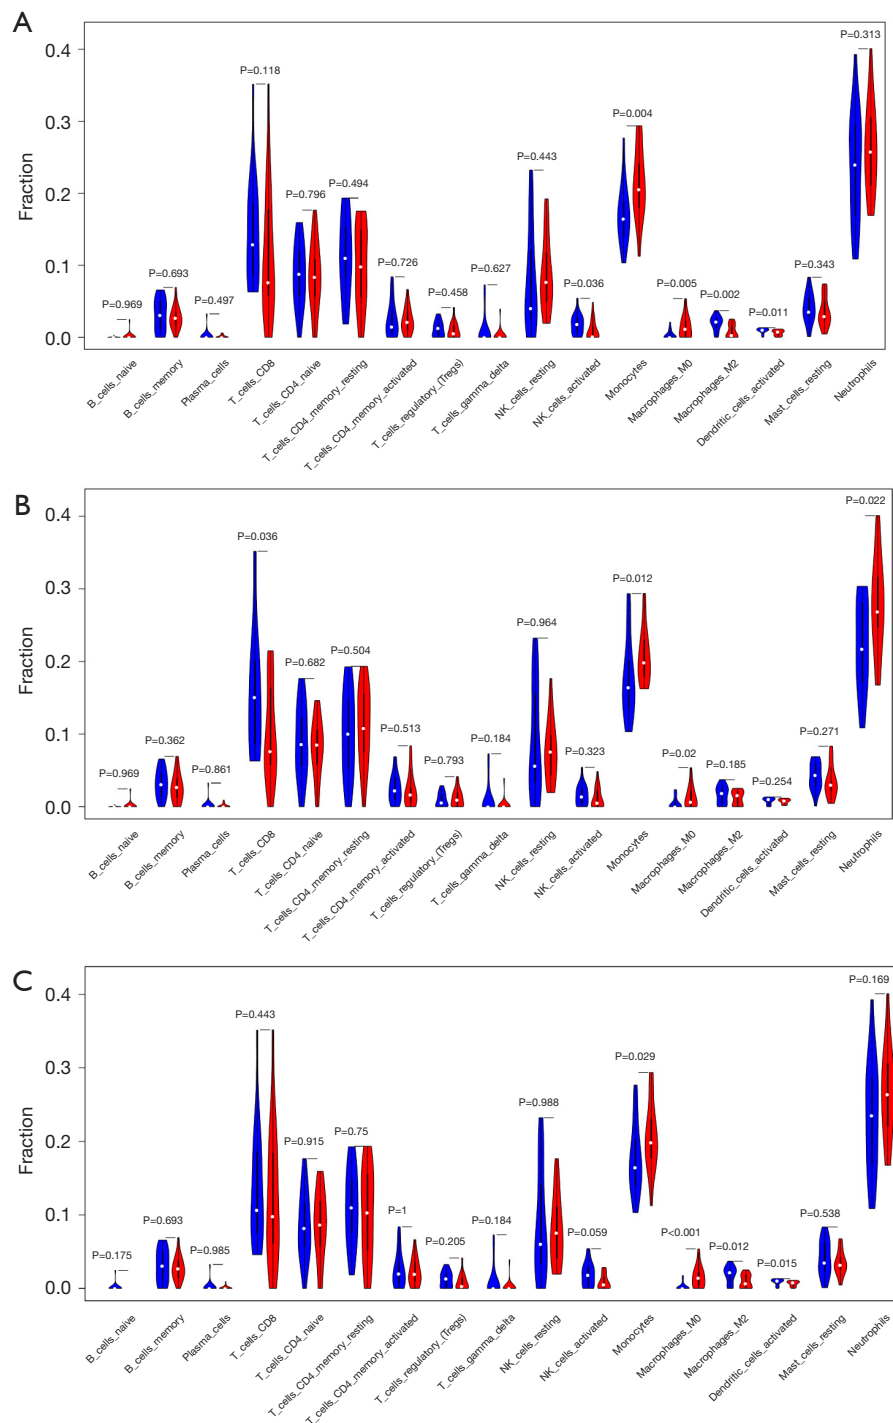 A
Fraction
0.4
0.3
0.2
0.1
0.0
P=0.969
P=0.693
P=0.497
P=0.118
P=0.796
P=0.494
P=0.726
P=0.458
P=0.627
P=0.443
P=0.036
P=0.004
P=0.005
P=0.002
P=0.011
P=0.343
P=0.313
B_cells_naive
B_cells_memory
Plasma_cells
T_cells_CD8
T_cells_CD4_naive
T_cells_CD4_memory_resting
T_cells_CD4_memory_activated
T_cells_regulatory_(Tregs)
T_cells_gamma_delta
NK_cells_resting
NK_cells_activated
Monocytes
Macrophages_M0
Macrophages_M2
Dendritic_cells_activated
Mast_cells_resting
Neutrophils
B
Fraction
0.4
0.3
0.2
0.1
0.0
P=0.969
P=0.362
P=0.861
P=0.036
P=0.682
P=0.504
P=0.513
P=0.793
P=0.184
P=0.964
P=0.323
P=0.012
P=0.02
P=0.185
P=0.254
P=0.271
P=0.022
B_cells_naive
B_cells_memory
Plasma_cells
T_cells_CD8
T_cells_CD4_naive
T_cells_CD4_memory_resting
T_cells_CD4_memory_activated
T_cells_regulatory_(Tregs)
T_cells_gamma_delta
NK_cells_resting
NK_cells_activated
Monocytes
Macrophages_M0
Macrophages_M2
Dendritic_cells_activated
Mast_cells_resting
Neutrophils
C
Fraction
0.4
0.3
0.2
0.1
0.0
P=0.175
P=0.693
P=0.985
P=0.443
P=0.915
P=0.75
P=1
P=0.205
P=0.184
P=0.988
P=0.059
P=0.029
P<0.001
P=0.012
P=0.015
P=0.538
P=0.169
B_cells_naive
B_cells_memory
Plasma_cells
T_cells_CD8
T_cells_CD4_naive
T_cells_CD4_memory_resting
T_cells_CD4_memory_activated
T_cells_regulatory_(Tregs)
T_cells_gamma_delta
NK_cells_resting
NK_cells_activated
Monocytes
Macrophages_M0
Macrophages_M2
Dendritic_cells_activated
Mast_cells_resting
Neutrophils